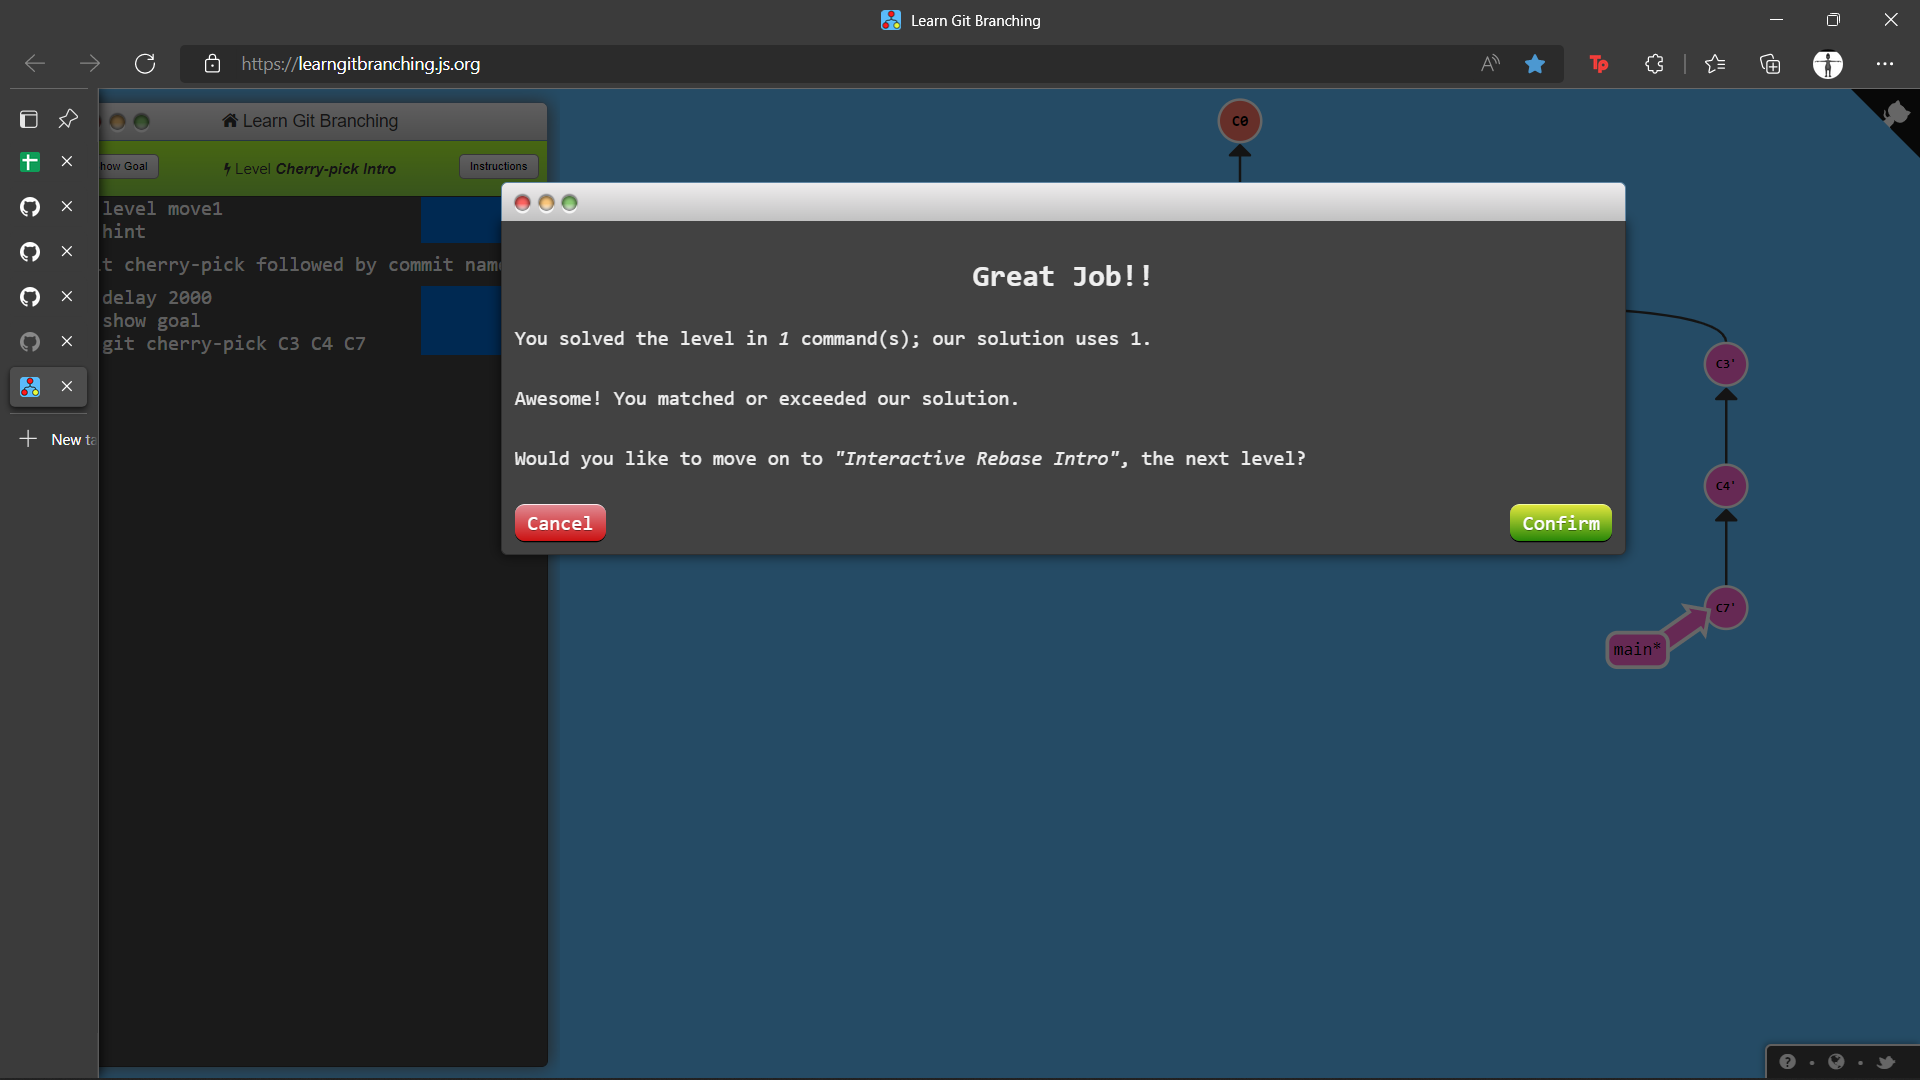 Learn Git Branching
https://learngitbranching.js.org
New ta
Learn Git Branching
how Goal
Level Cherry-pick Intro
Instructions
level move1
hint
t cherry-pick followed by commit nam
delay 2000
show goal
git cherry-pick C3 C4 C7
C0
Great Job!!
You solved the level in 1 command(s); our solution uses 1.
Awesome! You matched or exceeded our solution.
Would you like to move on to "Interactive Rebase Intro", the next level?
Cancel
Confirm
C3'
C4'
C7'
main*